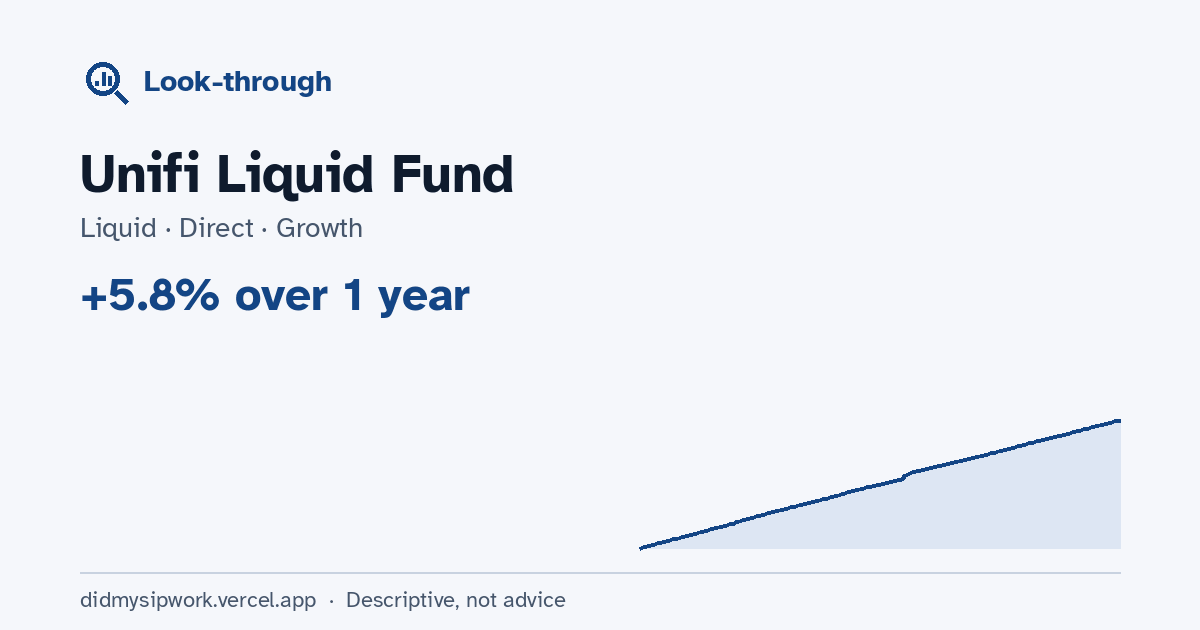 Look-through
Unifi Liquid Fund
Liquid · Direct · Growth
+5.8% over 1 year
didmysipwork.vercel.app · Descriptive, not advice